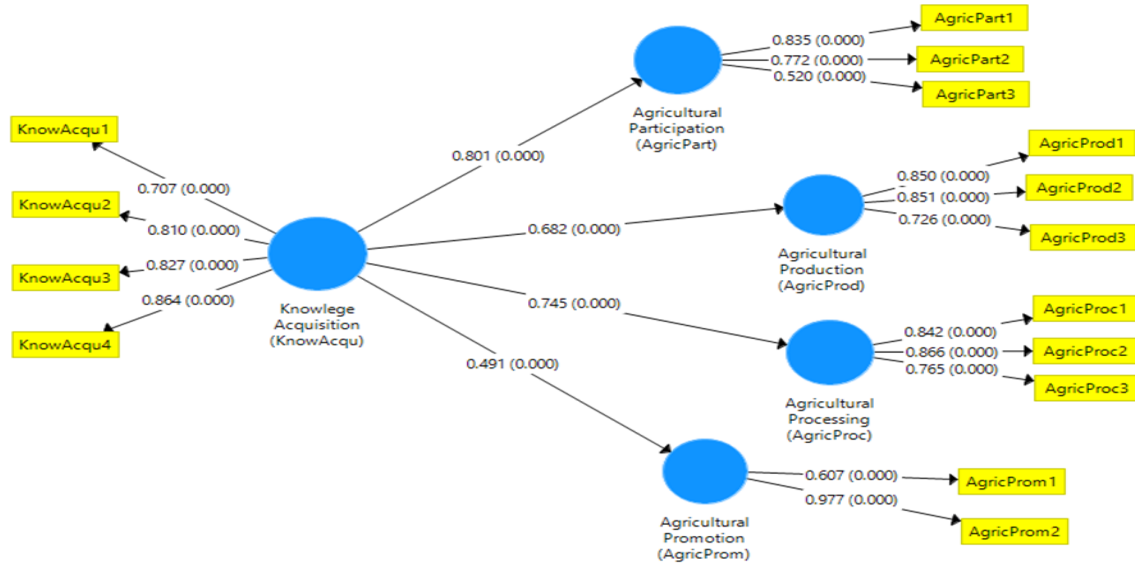 AgricPart1
0.835 (0.000)
AgricPart2
0.772 (0.000)
0.520 (0.000)
AgricPart3
Agricultural
Participation
(AgricPart)
KnowAcqu1
0.801 (0.000)
AgricProd1
0.850 (0.000)
0.707 (0.000)
AgricProd2
0.851 (0.000)
KnowAcqu2
0.726 (0.000)
0.810 (0.000)
0.682 (0.000)
AgricProd3
Agricultural
Production
(AgricProd)
KnowAcqu3
0.827 (0.000)
0.864 (0.000)
0.745 (0.000)
Knowlege
Acquisition
(KnowAcqu)
AgricProc1
0.842 (0.000)
KnowAcqu4
0.866 (0.000)
AgricProc2
0.491 (0.000)
0.765 (0.000)
AgricProc3
Agricultural
Processing
(AgricProc)
0.607 (0.000)
AgricProm1
0.977 (0.000)
Agricultural
Promotion
(AgricProm)
AgricProm2